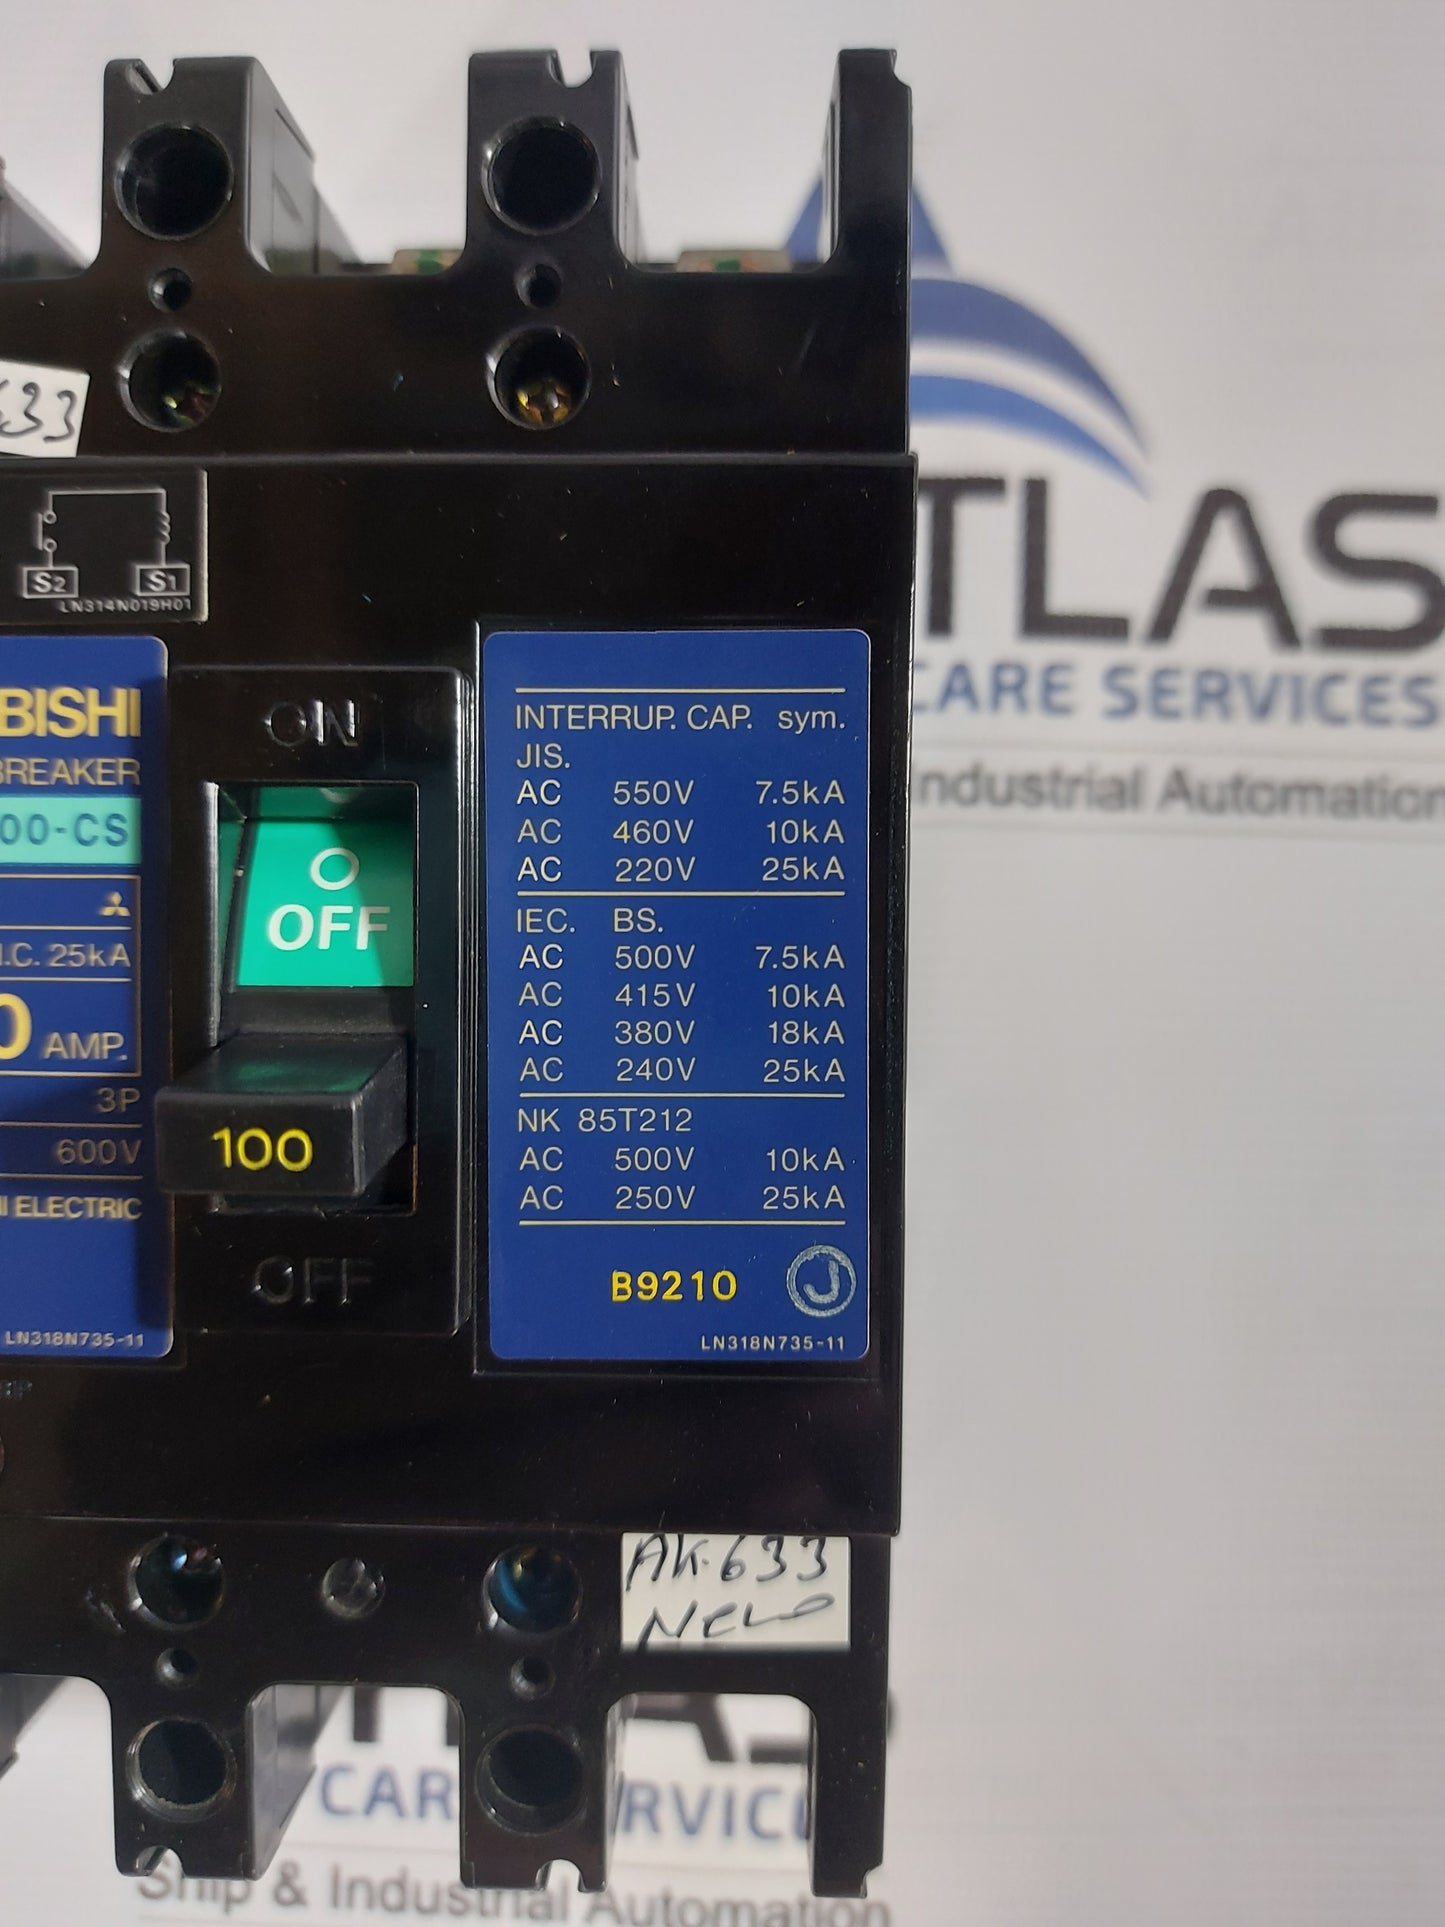 633
S2 S1
LN314N019H01
BISHI
BREAKER
00-CS
I.C. 25kA
0 AMP.
3P
600V
I ELECTRIC
LN318N735-11
ON
OFF
100
OFF
INTERRUP. CAP. sym.
JIS.
AC 550V 7.5kA
AC 460V 10kA
AC 220V 25kA
IEC. BS.
AC 500V 7.5kA
AC 415V 10kA
AC 380V 18kA
AC 240V 25kA
NK 85T212
AC 500V 10kA
AC 250V 25kA
B9210 J
LN318N735-11
AK-633
New
TLAS
CARE SERVICES
Industrial Automation
CAR RVIC
Ship & Industrial Automation